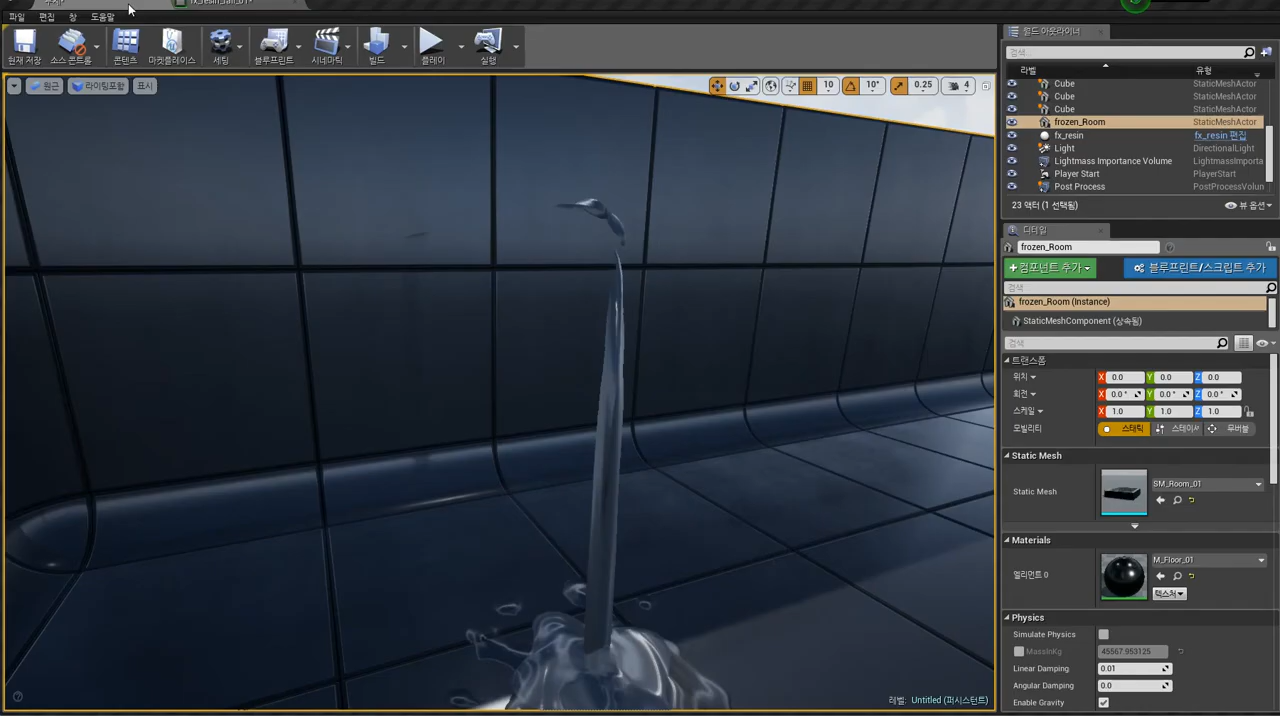 fx_resin_fall_01*
파일 편집 창 도움말
현재 저장 소스 콘트롤 콘텐츠 마켓플레이스 세팅 블루프린트 시네마틱 빌드 플레이 실행
원근 라이팅포함 표시 10 10° 0.25 4
월드 아웃라이너
검색...
라벨 유형
Cube StaticMeshActor
Cube StaticMeshActor
Cube StaticMeshActor
frozen_Room StaticMeshActor
fx_resin fx_resin 편집
Light DirectionalLight
Lightmass Importance Volume LightmassImporta
Player Start PlayerStart
Post Process PostProcessVolun
23 액터 (1 선택됨) 뷰 옵션
디테일
frozen_Room
+컴포넌트 추가 블루프린트/스크립트 추가
검색
frozen_Room (Instance)
StaticMeshComponent (상속됨)
검색
트랜스폼
위치 X 0.0 Y 0.0 Z 0.0
회전 X 0.0 ° Y 0.0 ° Z 0.0 °
스케일 X 1.0 Y 1.0 Z 1.0
모빌리티 스태틱 스테이셔 무버블
Static Mesh
Static Mesh SM_Room_01
Materials
엘리먼트 0 M_Floor_01
텍스처
Physics
Simulate Physics
MassInKg 45567.953125
Linear Damping 0.01
Angular Damping 0.0
Enable Gravity
레벨: Untitled (퍼시스턴트)